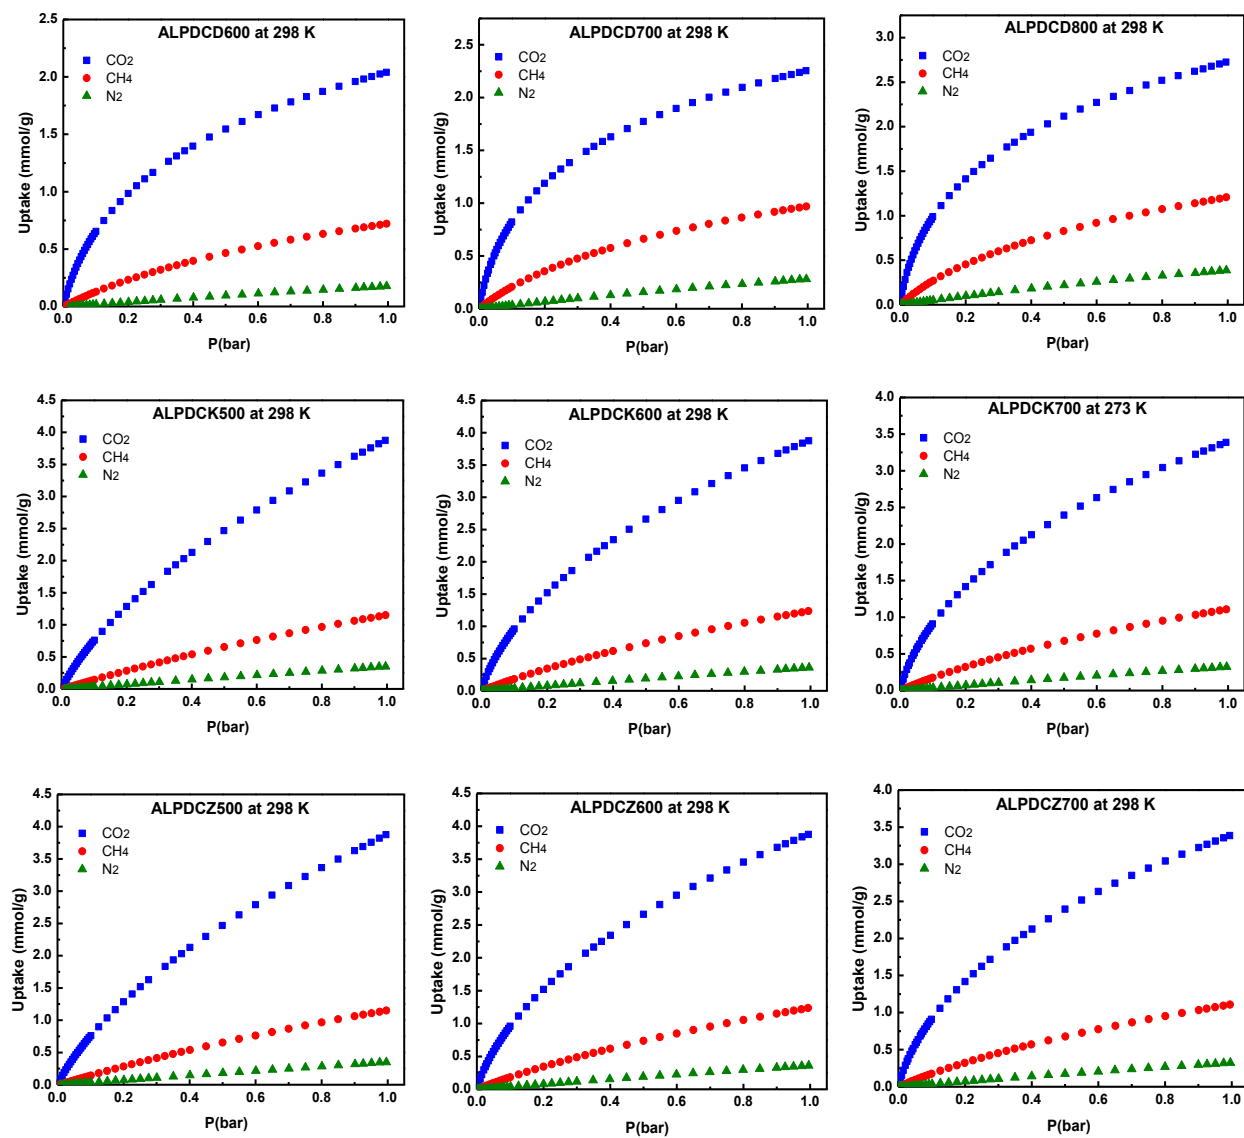 ALPDCD600 at 298 K
CO2
CH4
N2
Uptake (mmol/g)
2.5
2.0
1.5
1.0
0.5
0.0
0.0 0.2 0.4 0.6 0.8 1.0
P(bar)
ALPDCD700 at 298 K
CO2
CH4
N2
Uptake (mmol/g)
2.5
2.0
1.5
1.0
0.5
0.0
0.0 0.2 0.4 0.6 0.8 1.0
P(bar)
ALPDCD800 at 298 K
CO2
CH4
N2
Uptake (mmol/g)
3.0
2.5
2.0
1.5
1.0
0.5
0.0
0.0 0.2 0.4 0.6 0.8 1.0
P(bar)
ALPDCK500 at 298 K
CO2
CH4
N2
Uptake (mmol/g)
4.5
4.0
3.5
3.0
2.5
2.0
1.5
1.0
0.5
0.0
0.0 0.2 0.4 0.6 0.8 1.0
P(bar)
ALPDCK600 at 298 K
CO2
CH4
N2
Uptake (mmol/g)
4.5
4.0
3.5
3.0
2.5
2.0
1.5
1.0
0.5
0.0
0.0 0.2 0.4 0.6 0.8 1.0
P(bar)
ALPDCK700 at 273 K
CO2
CH4
N2
Uptake (mmol/g)
4.0
3.5
3.0
2.5
2.0
1.5
1.0
0.5
0.0
0.0 0.2 0.4 0.6 0.8 1.0
P(bar)
ALPDCZ500 at 298 K
CO2
CH4
N2
Uptake (mmol/g)
4.5
4.0
3.5
3.0
2.5
2.0
1.5
1.0
0.5
0.0
0.0 0.2 0.4 0.6 0.8 1.0
P(bar)
ALPDCZ600 at 298 K
CO2
CH4
N2
Uptake (mmol/g)
4.5
4.0
3.5
3.0
2.5
2.0
1.5
1.0
0.5
0.0
0.0 0.2 0.4 0.6 0.8 1.0
P(bar)
ALPDCZ700 at 298 K
CO2
CH4
N2
Uptake (mmol/g)
4.0
3.5
3.0
2.5
2.0
1.5
1.0
0.5
0.0
0.0 0.2 0.4 0.6 0.8 1.0
P(bar)